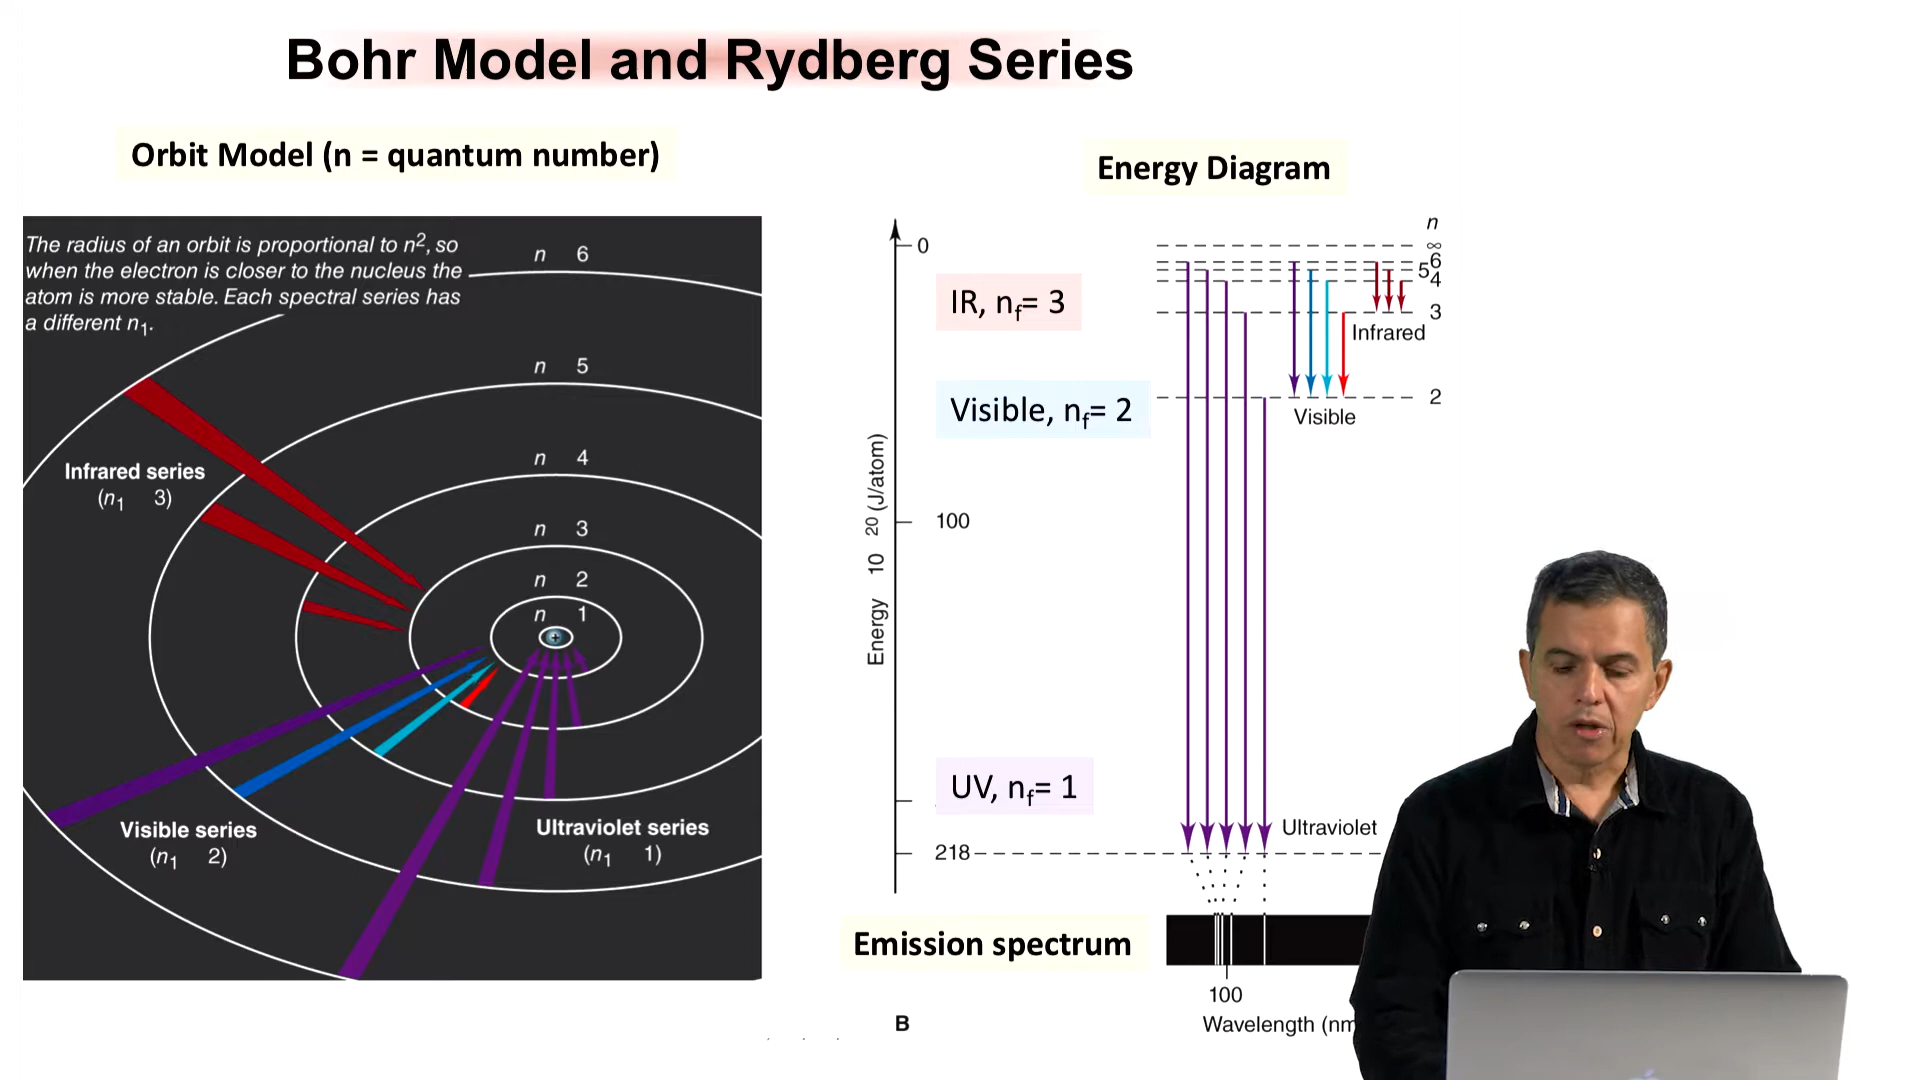 Bohr Model and Rydberg Series
Orbit Model (n = quantum number)
The radius of an orbit is proportional to n², so
when the electron is closer to the nucleus the
atom is more stable. Each spectral series has
a different n₁.
n 6
n 5
n 4
n 3
n 2
n 1
+
Infrared series
(n₁ 3)
Visible series
(n₁ 2)
Ultraviolet series
(n₁ 1)
Energy Diagram
n
∞
6
5
4
3
2
0
100
218
Energy 10 20 (J/atom)
IR, nf= 3
Visible, nf= 2
UV, nf= 1
Infrared
Visible
Ultraviolet
Emission spectrum
100
B
Wavelength (nm